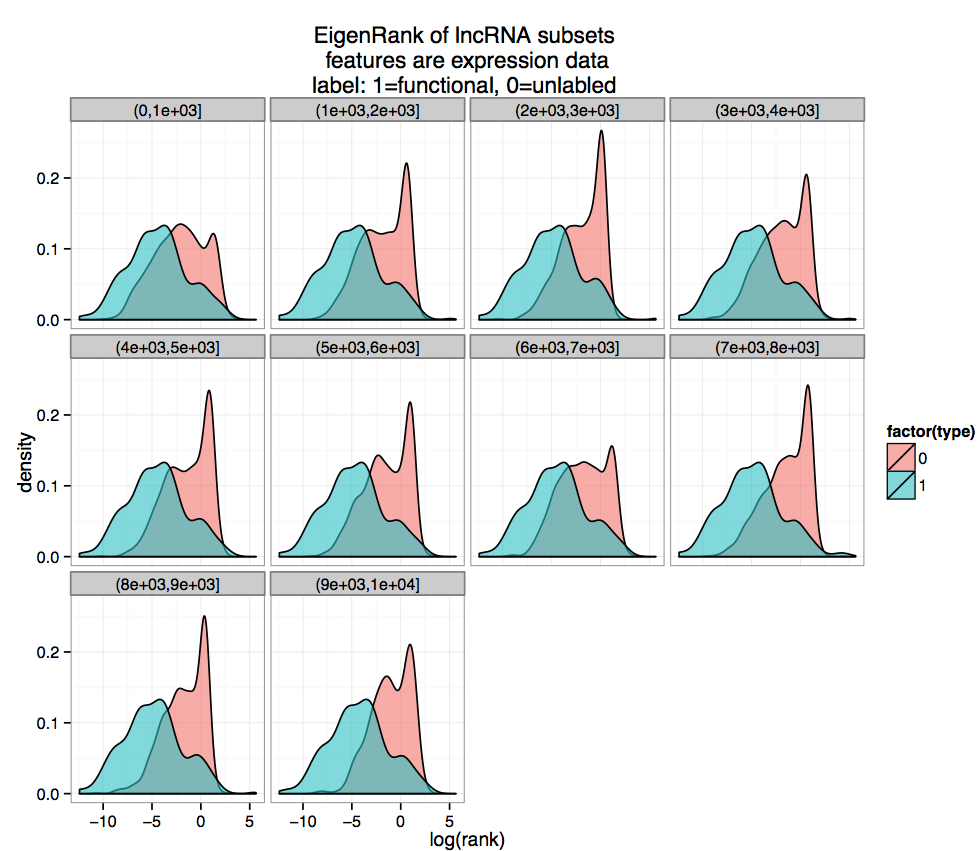 EigenRank of lncRNA subsets
features are expression data
label: 1=functional, 0=unlabled
(0,1e+03]
(1e+03,2e+03]
(2e+03,3e+03]
(3e+03,4e+03]
0.2
0.1
0.0
(4e+03,5e+03]
(5e+03,6e+03]
(6e+03,7e+03]
(7e+03,8e+03]
0.2
0.1
0.0
density
factor(type)
0
1
(8e+03,9e+03]
(9e+03,1e+04]
0.2
0.1
0.0
−10 −5 0 5
−10 −5 0 5
log(rank)